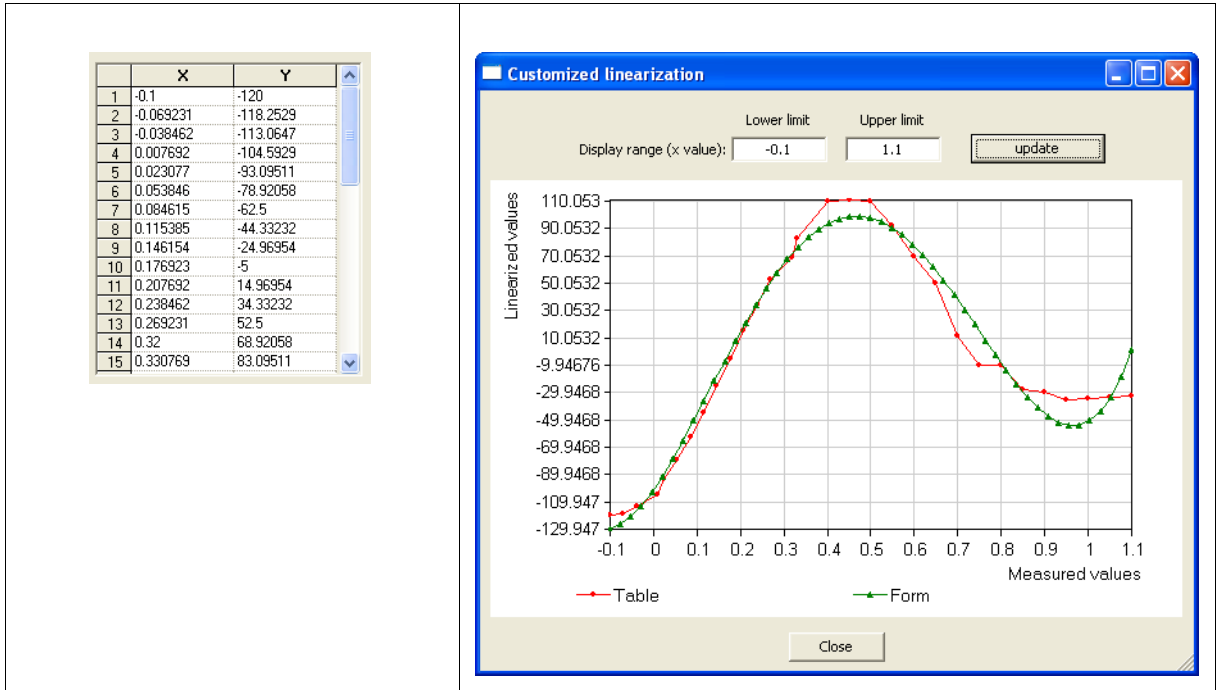 X Y
1 -0.1 -120
2 -0.069231 -118.2529
3 -0.038462 -113.0647
4 0.007692 -104.5929
5 0.023077 -93.09511
6 0.053846 -78.92058
7 0.084615 -62.5
8 0.115385 -44.33232
9 0.146154 -24.96954
10 0.176923 -5
11 0.207692 14.96954
12 0.238462 34.33232
13 0.269231 52.5
14 0.32 68.92058
15 0.330769 83.09511
Customized linearization
Lower limit Upper limit
Display range (x value): -0.1 1.1 update
Linearized values
110.053
90.0532
70.0532
50.0532
30.0532
10.0532
-9.94676
-29.9468
-49.9468
-69.9468
-89.9468
-109.947
-129.947
-0.1 0 0.1 0.2 0.3 0.4 0.5 0.6 0.7 0.8 0.9 1 1.1
Measured values
Table Form
Close